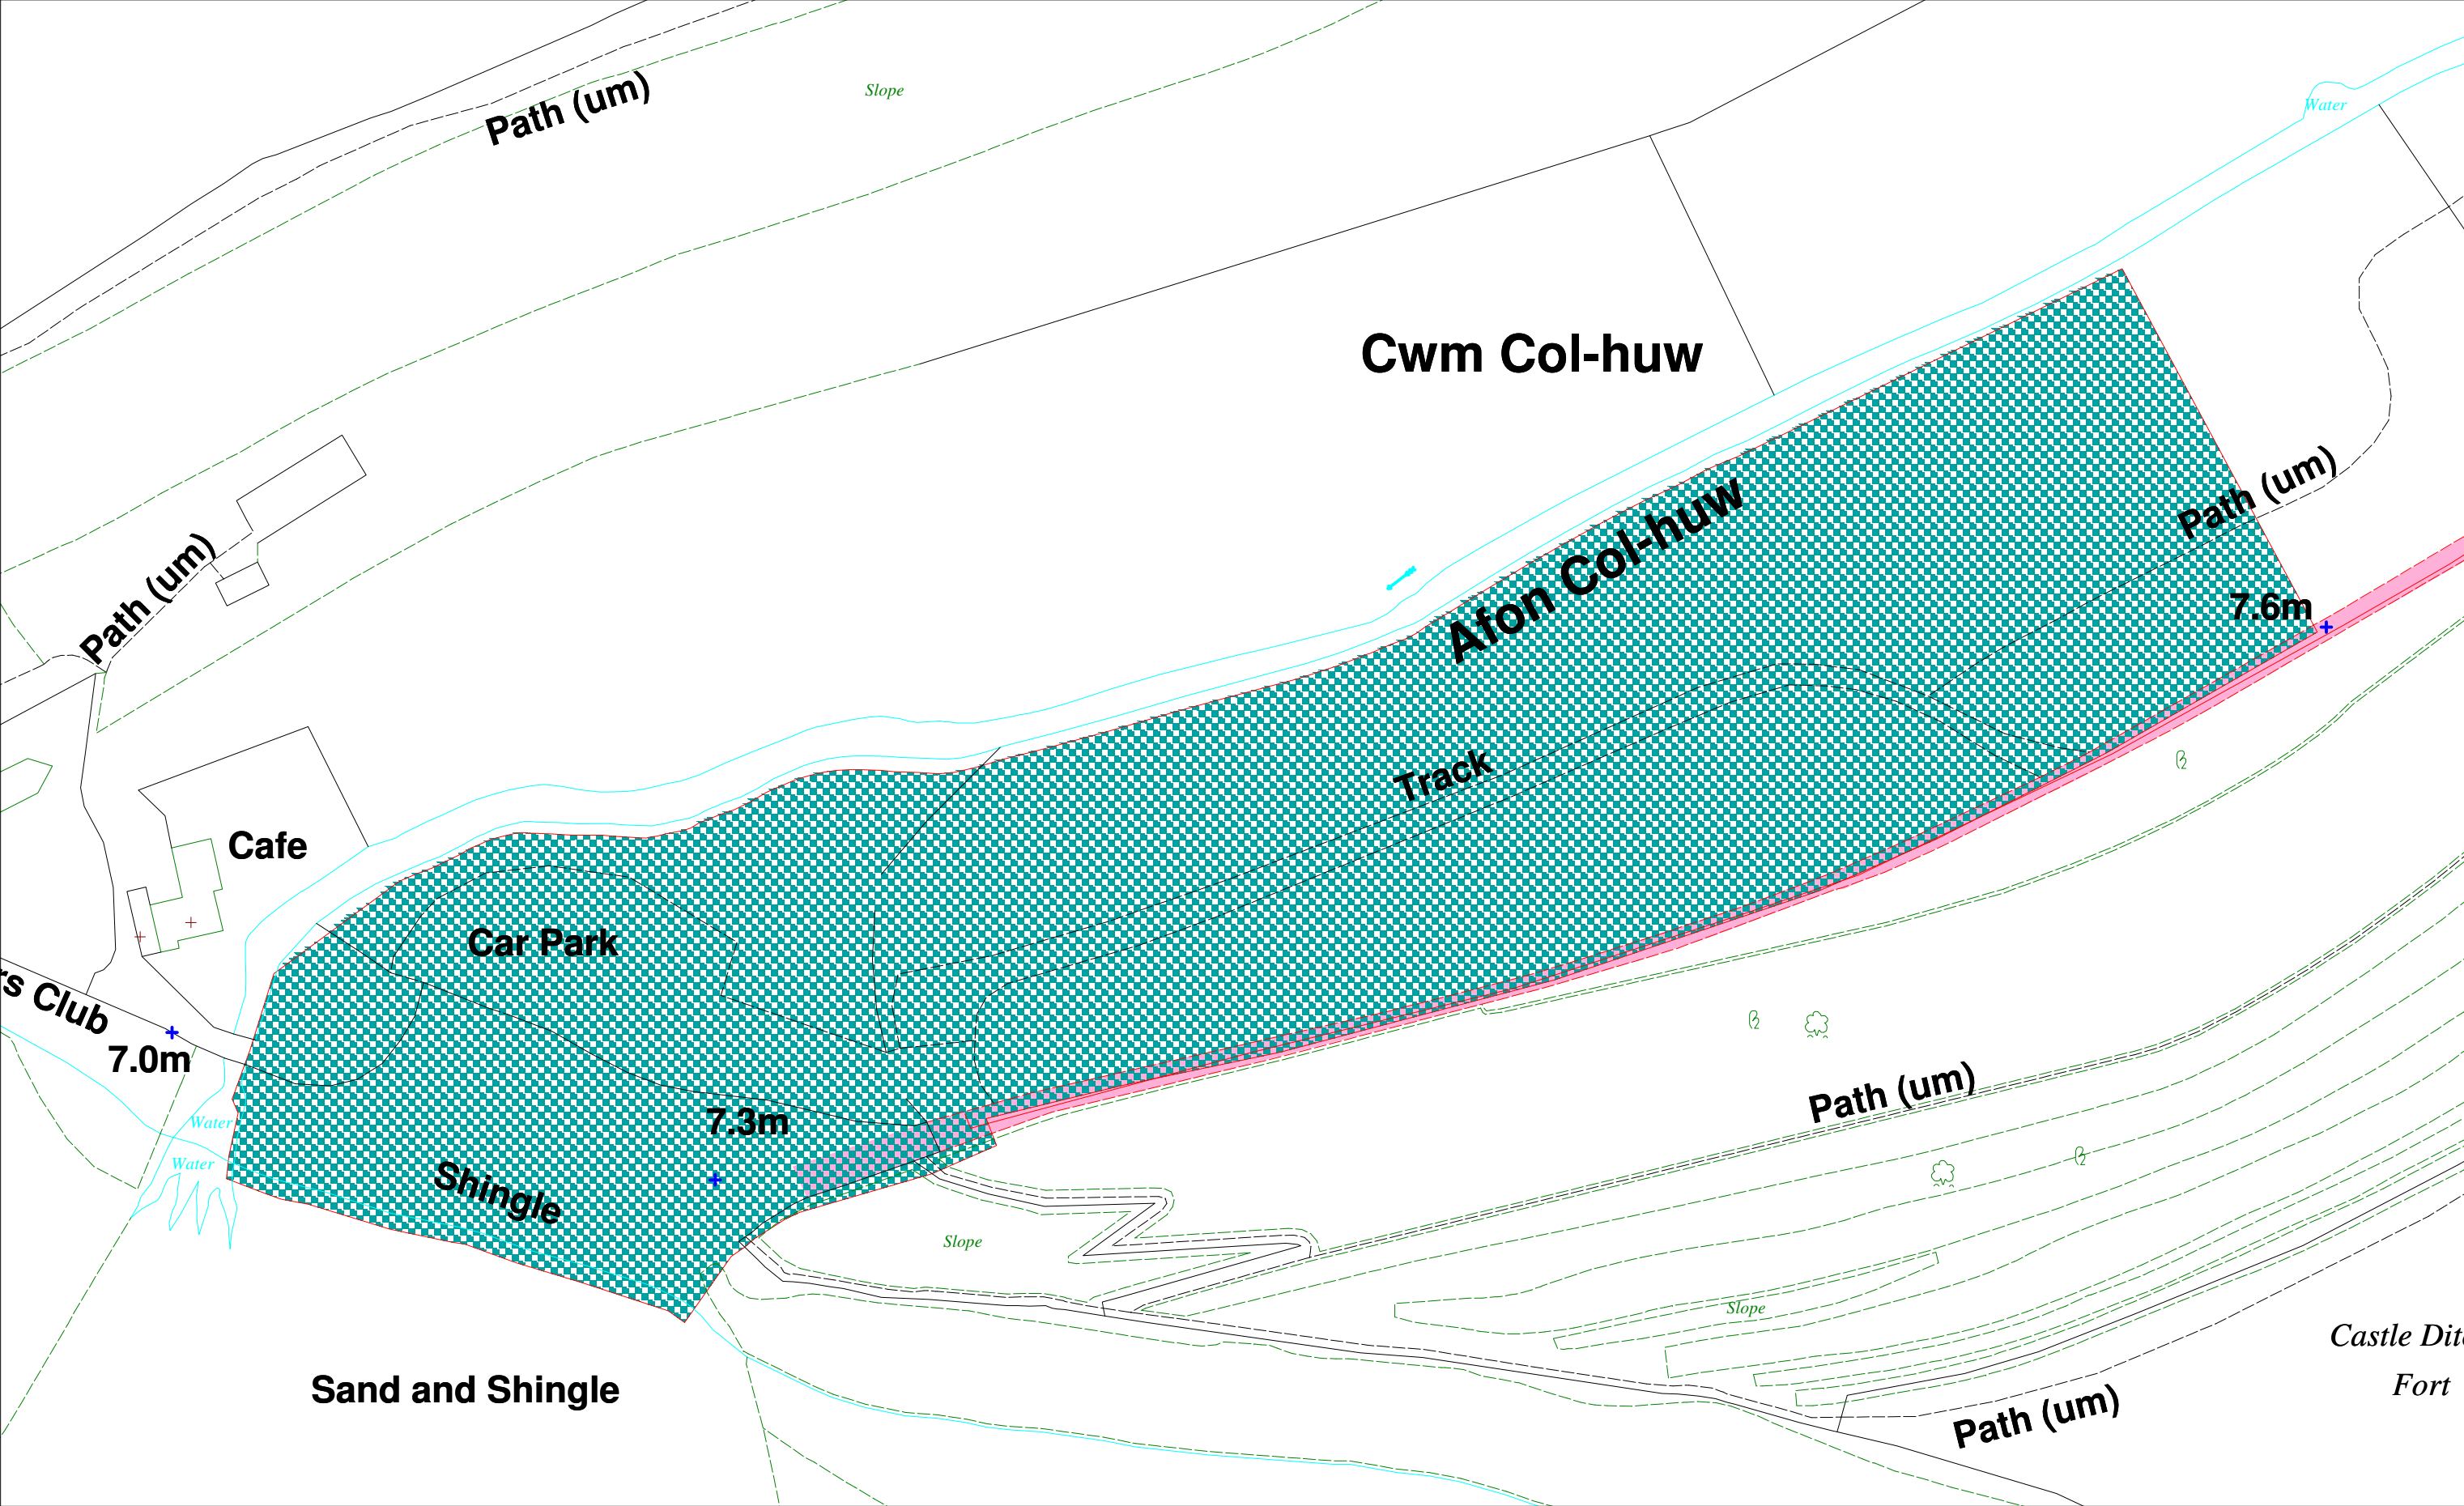 Path (um)
Slope
Water
Cwm Col-huw
Afon Col-huw
Path (um)
Path (um)
7.6m
Track
Cafe
Car Park
rs Club
7.0m
Water
7.3m
Water
Shingle
Path (um)
Slope
Slope
Castle Dit
Fort
Sand and Shingle
Path (um)